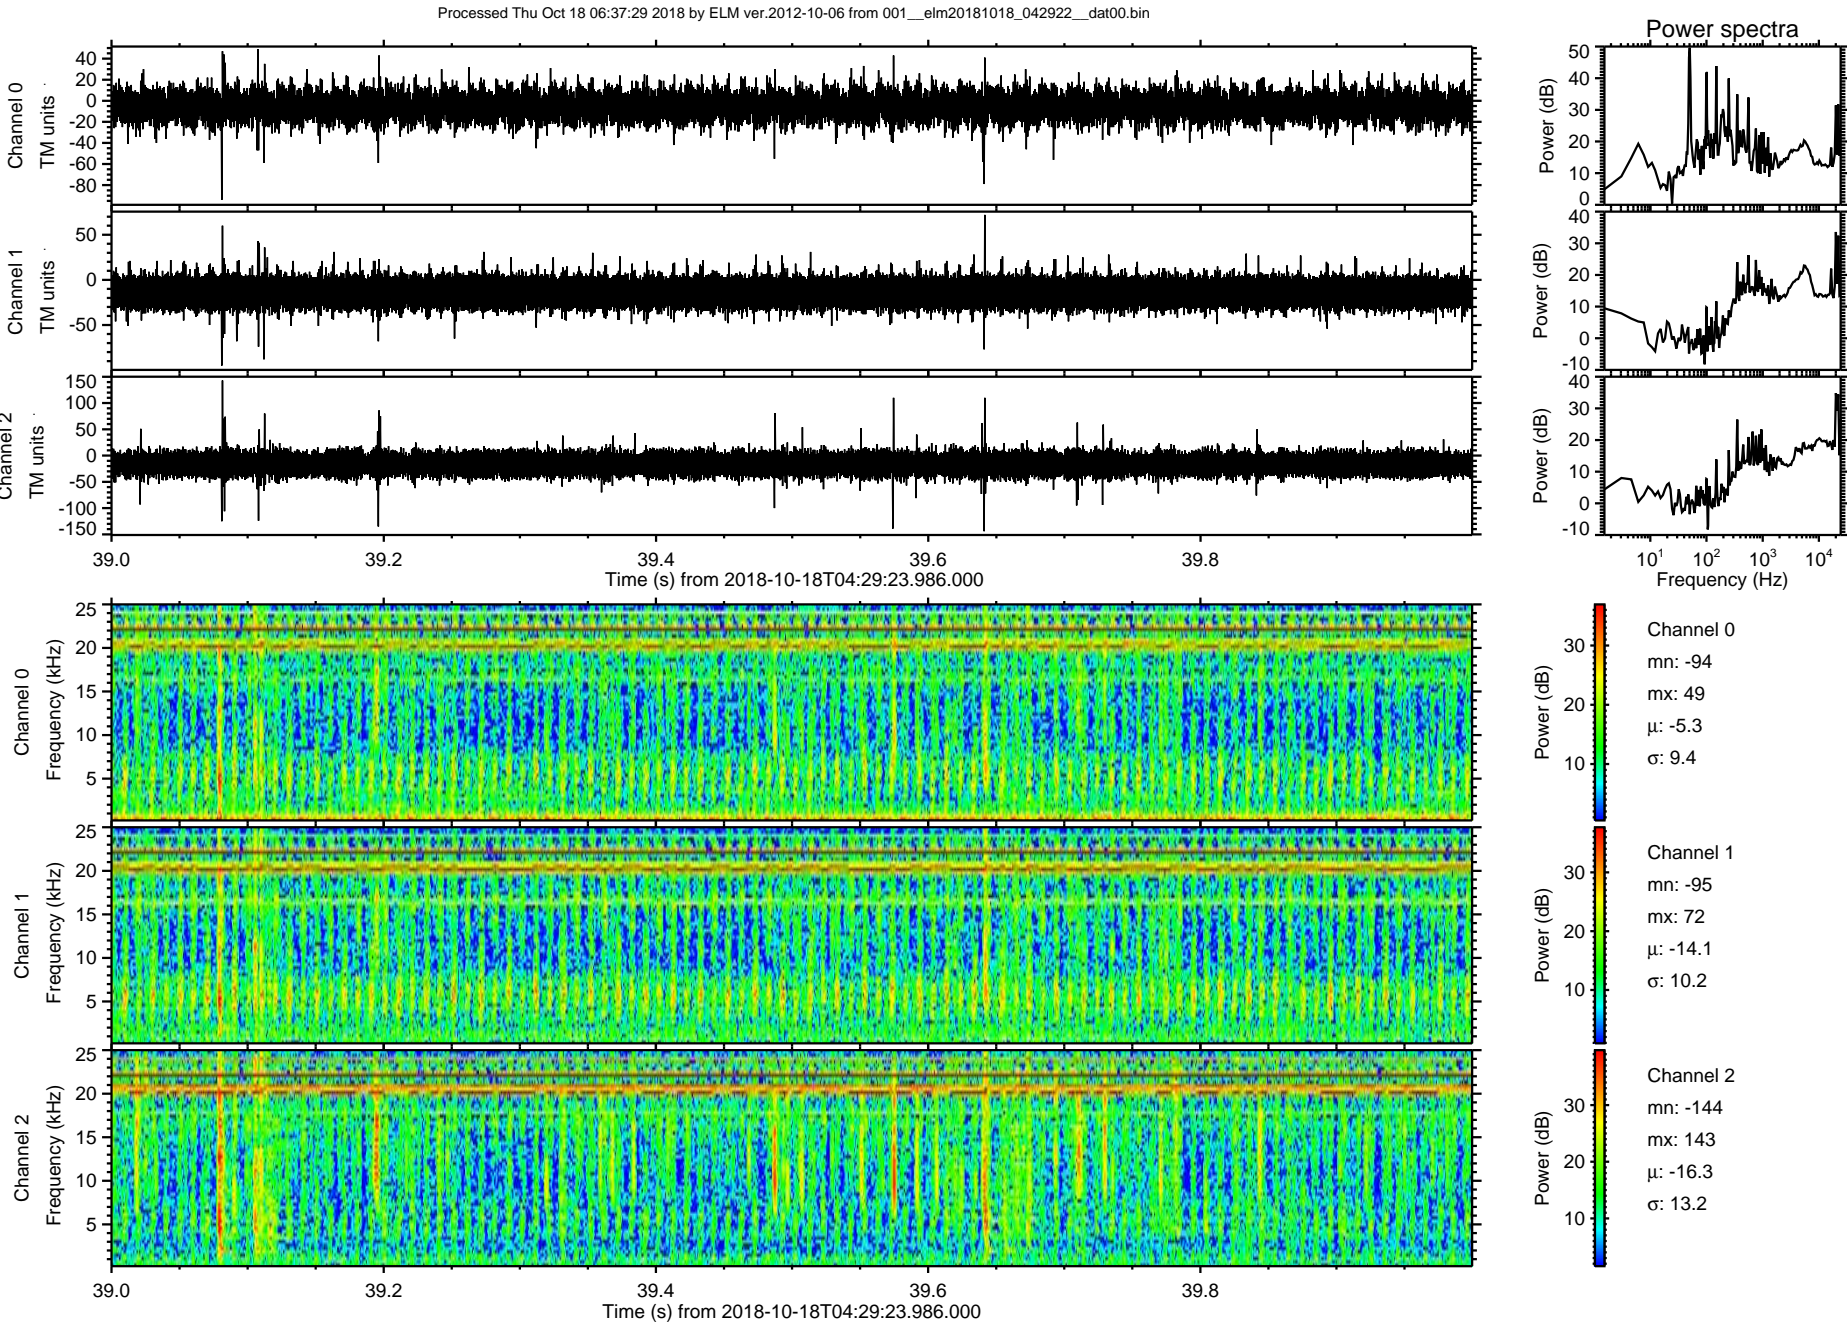 Processed Thu Oct 18 06:37:29 2018 by ELM ver.2012-10-06 from 001__elm20181018_042922__dat00.bin
Power spectra
Channel 0
TM units
40
20
0
-20
-40
-60
-80
Power (dB)
50
40
30
20
10
0
Channel 1
TM units
50
0
-50
Power (dB)
40
30
20
10
0
-10
Channel 2
TM units
150
100
50
0
-50
-100
-150
Power (dB)
40
30
20
10
0
-10
39.0 39.2 39.4 39.6 39.8
Time (s) from 2018-10-18T04:29:23.986.000
10¹ 10² 10³ 10⁴
Frequency (Hz)
Channel 0
Frequency (kHz)
25
20
15
10
5
Power (dB)
30
20
10
Channel 0
mn: -94
mx: 49
μ: -5.3
σ: 9.4
Channel 1
Frequency (kHz)
25
20
15
10
5
Power (dB)
30
20
10
Channel 1
mn: -95
mx: 72
μ: -14.1
σ: 10.2
Channel 2
Frequency (kHz)
25
20
15
10
5
Power (dB)
30
20
10
Channel 2
mn: -144
mx: 143
μ: -16.3
σ: 13.2
39.0 39.2 39.4 39.6 39.8
Time (s) from 2018-10-18T04:29:23.986.000